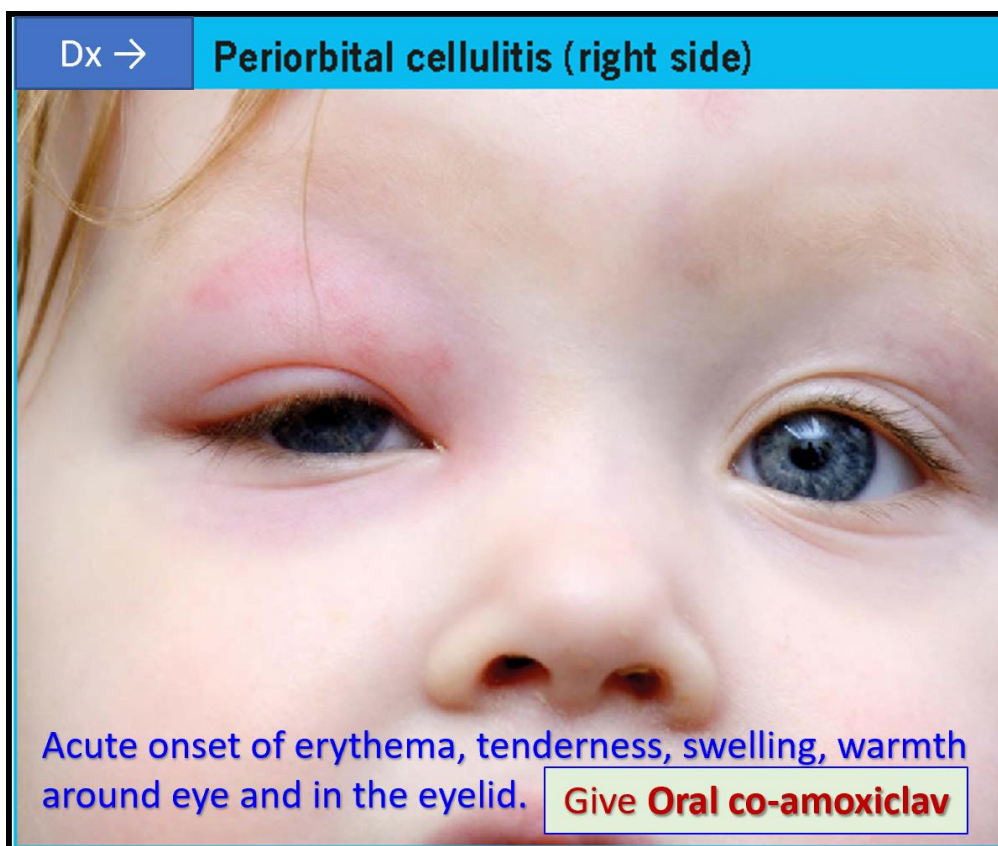 Dx → Periorbital cellulitis (right side)
Acute onset of erythema, tenderness, swelling, warmth
around eye and in the eyelid. Give Oral co-amoxiclav